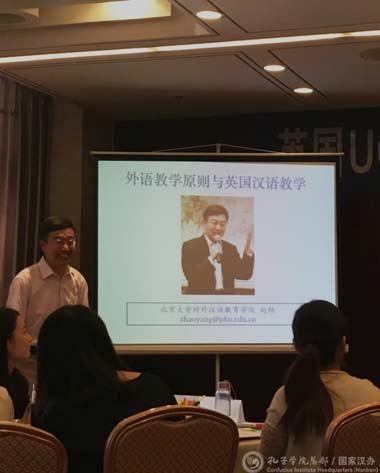 英国UC
外语教学原则与英国汉语教学
北京大学对外汉语教育学院 赵杨
zhaoyang@pku.edu.cn
孔子学院总部 / 国家汉办
Confucius Institute Headquarters (Hanban)